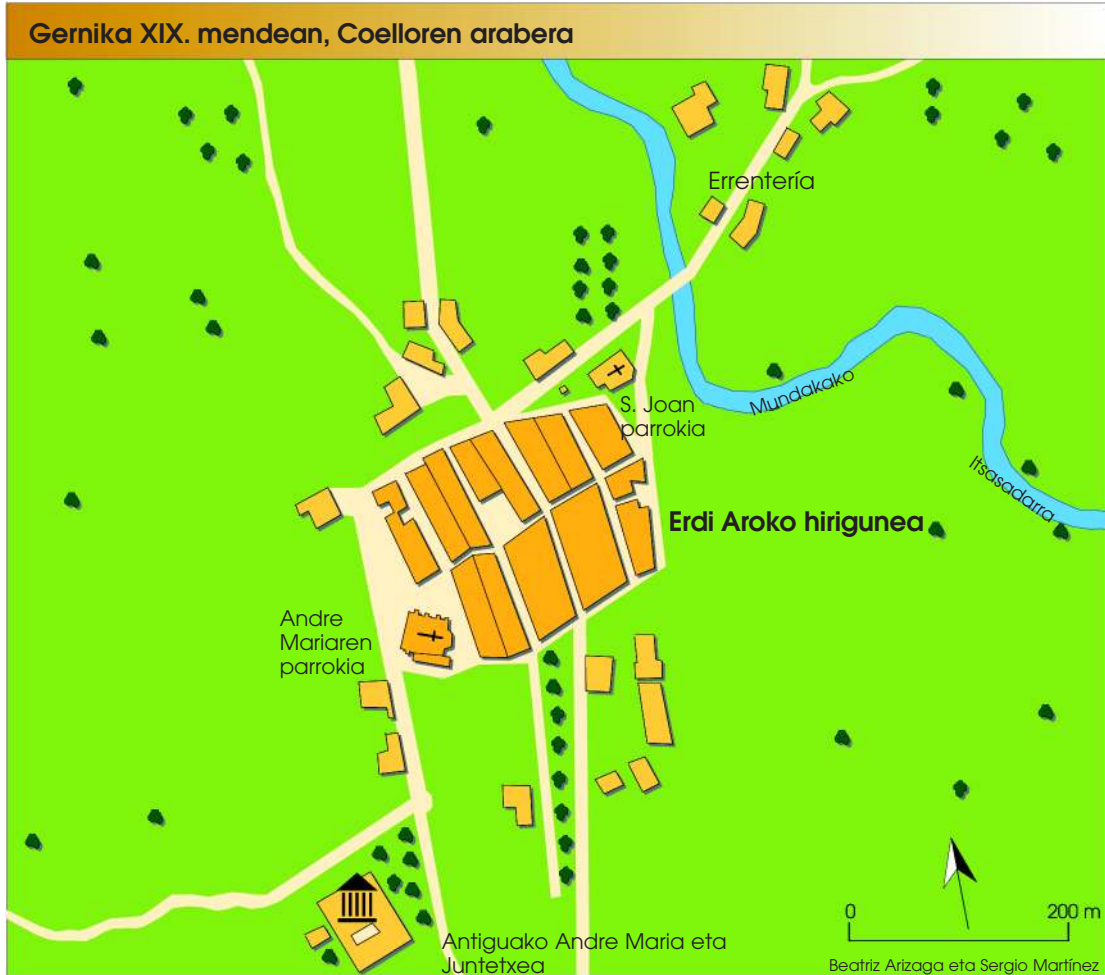 Gernika XIX. mendean, Coelloren arabera
Errentería
Mundakako
S. Joan
parrokia
Itsasadarra
Erdi Aroko hirigunea
Andre
Mariaren
parrokia
0 200 m
Antiguako Andre Maria eta
Juntetxea
Beatriz Arizaga eta Sergio Martínez